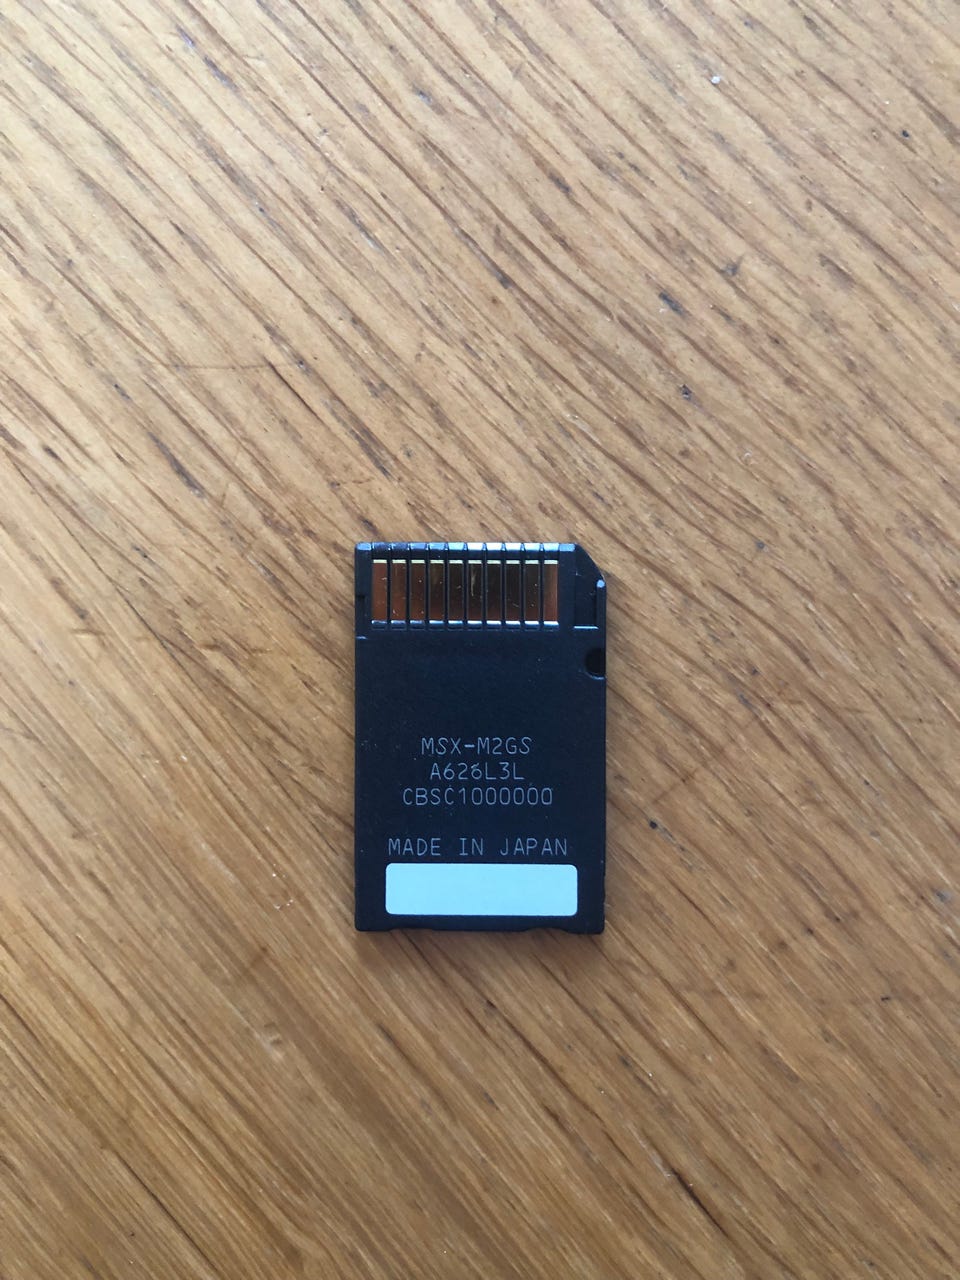 MSX-M2GS
A626L3L
CBSC1000000
MADE IN JAPAN